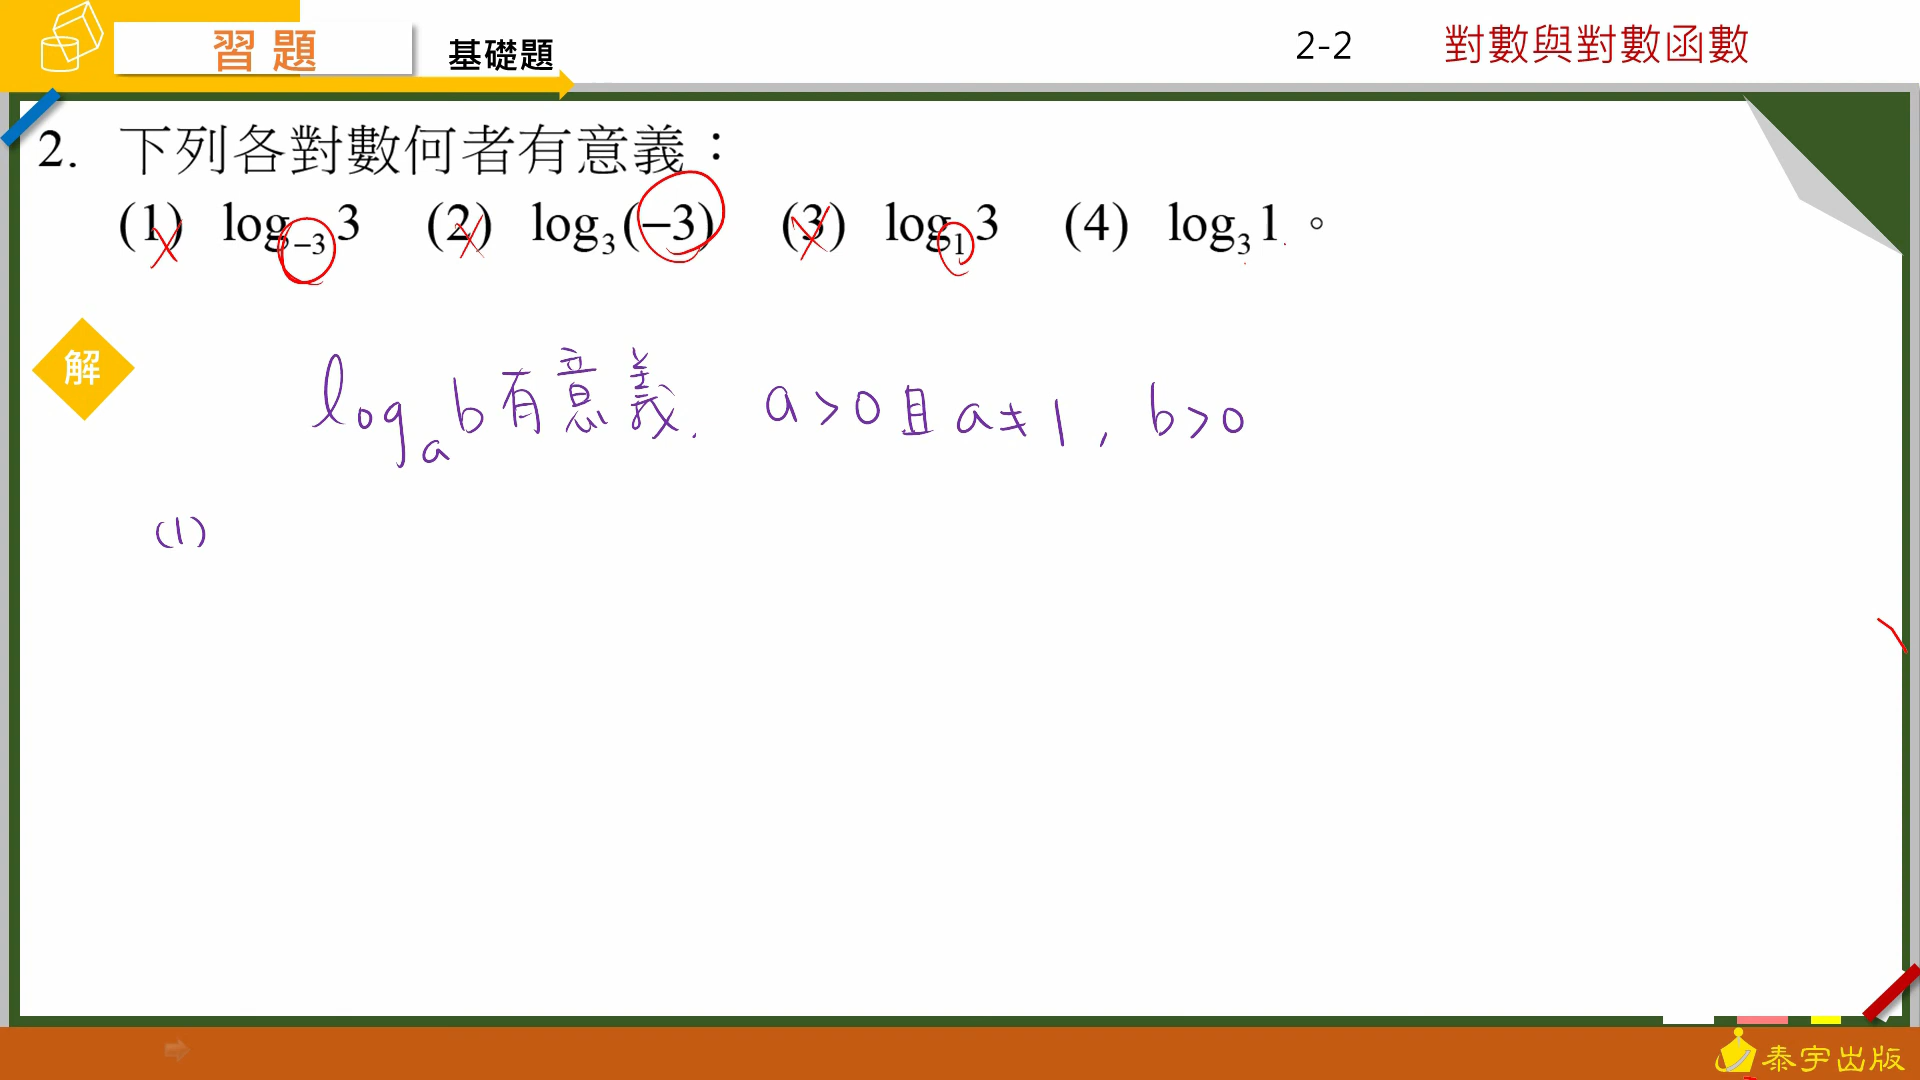 習題
基礎題
2-2 對數與對數函數
2. 下列各對數何者有意義：
(1) log₋₃3 (2) log₃(−3) (3) log₁3 (4) log₃1。
解
logₐb有意義. a>0且a≠1, b>0
(1)
泰宇出版